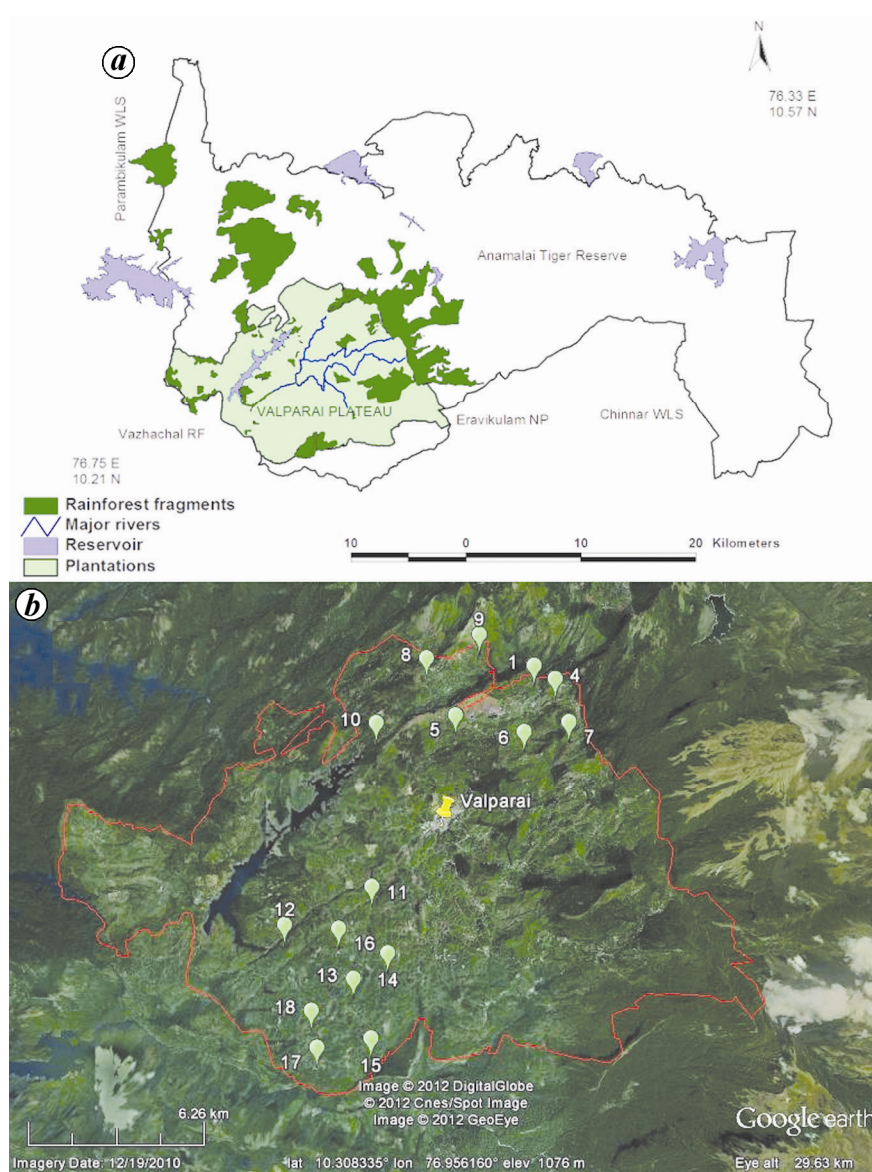 a
N
76.33 E
10.57 N
Parambikulam WLS
Anamalai Tiger Reserve
VALPARAI PLATEAU
Eravikulam NP
Chinnar WLS
Vazhachal RF
76.75 E
10.21 N
Rainforest fragments
Major rivers
Reservoir
Plantations
10 0 10 20 Kilometers
b
9
8
1
4
10
5
6
7
Valparai
11
12
16
13
14
18
17
15
Image © 2012 DigitalGlobe
© 2012 Cnes/Spot Image
Image © 2012 GeoEye
6.26 km
Google earth
Imagery Date: 12/19/2010 lat 10.308335° lon 76.956160° elev 1076 m Eye alt 29.63 km